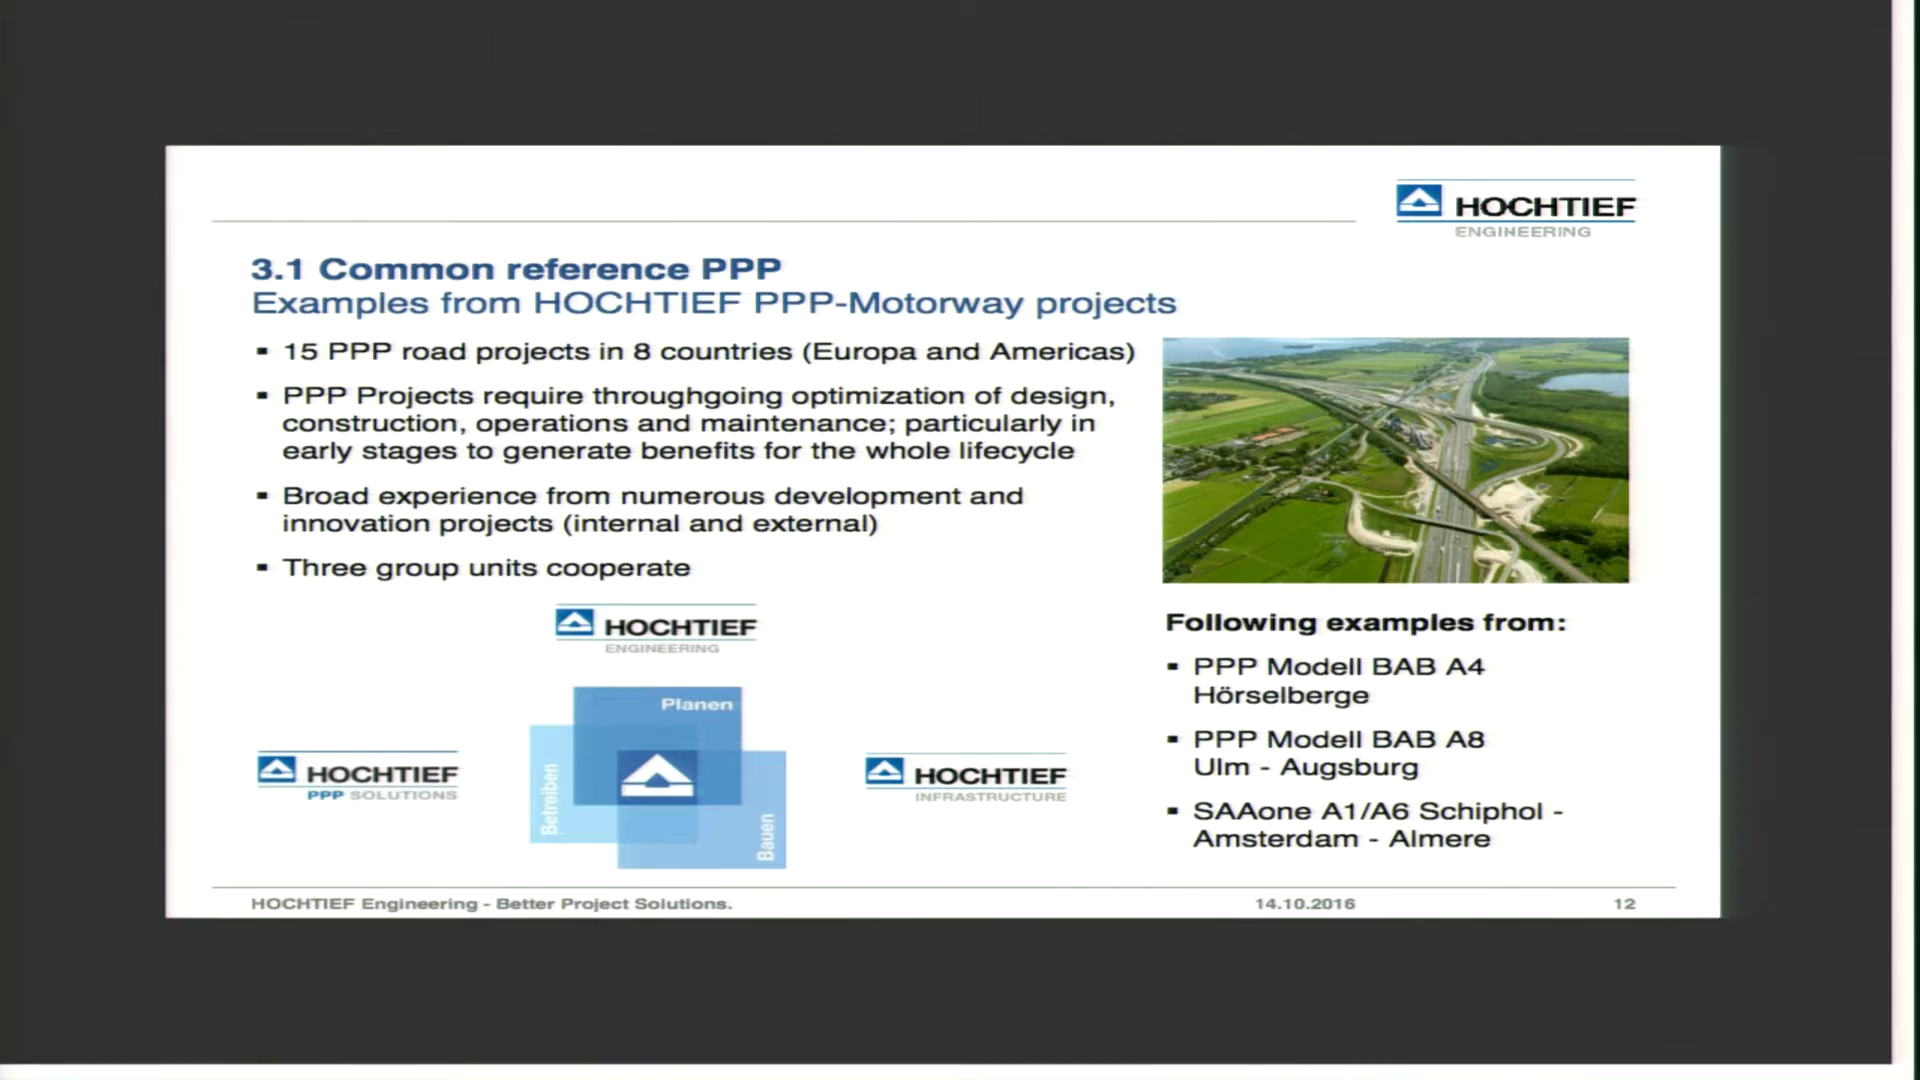 HOCHTIEF
ENGINEERING
3.1 Common reference PPP
Examples from HOCHTIEF PPP-Motorway projects
▪ 15 PPP road projects in 8 countries (Europa and Americas)
▪ PPP Projects require throughgoing optimization of design,
construction, operations and maintenance; particularly in
early stages to generate benefits for the whole lifecycle
▪ Broad experience from numerous development and
innovation projects (internal and external)
▪ Three group units cooperate
HOCHTIEF
ENGINEERING
Planen
Betreiben
Bauen
HOCHTIEF
PPP SOLUTIONS
HOCHTIEF
INFRASTRUCTURE
Following examples from:
▪ PPP Modell BAB A4
Hörselberge
▪ PPP Modell BAB A8
Ulm - Augsburg
▪ SAAone A1/A6 Schiphol -
Amsterdam - Almere
HOCHTIEF Engineering - Better Project Solutions.
14.10.2016
12